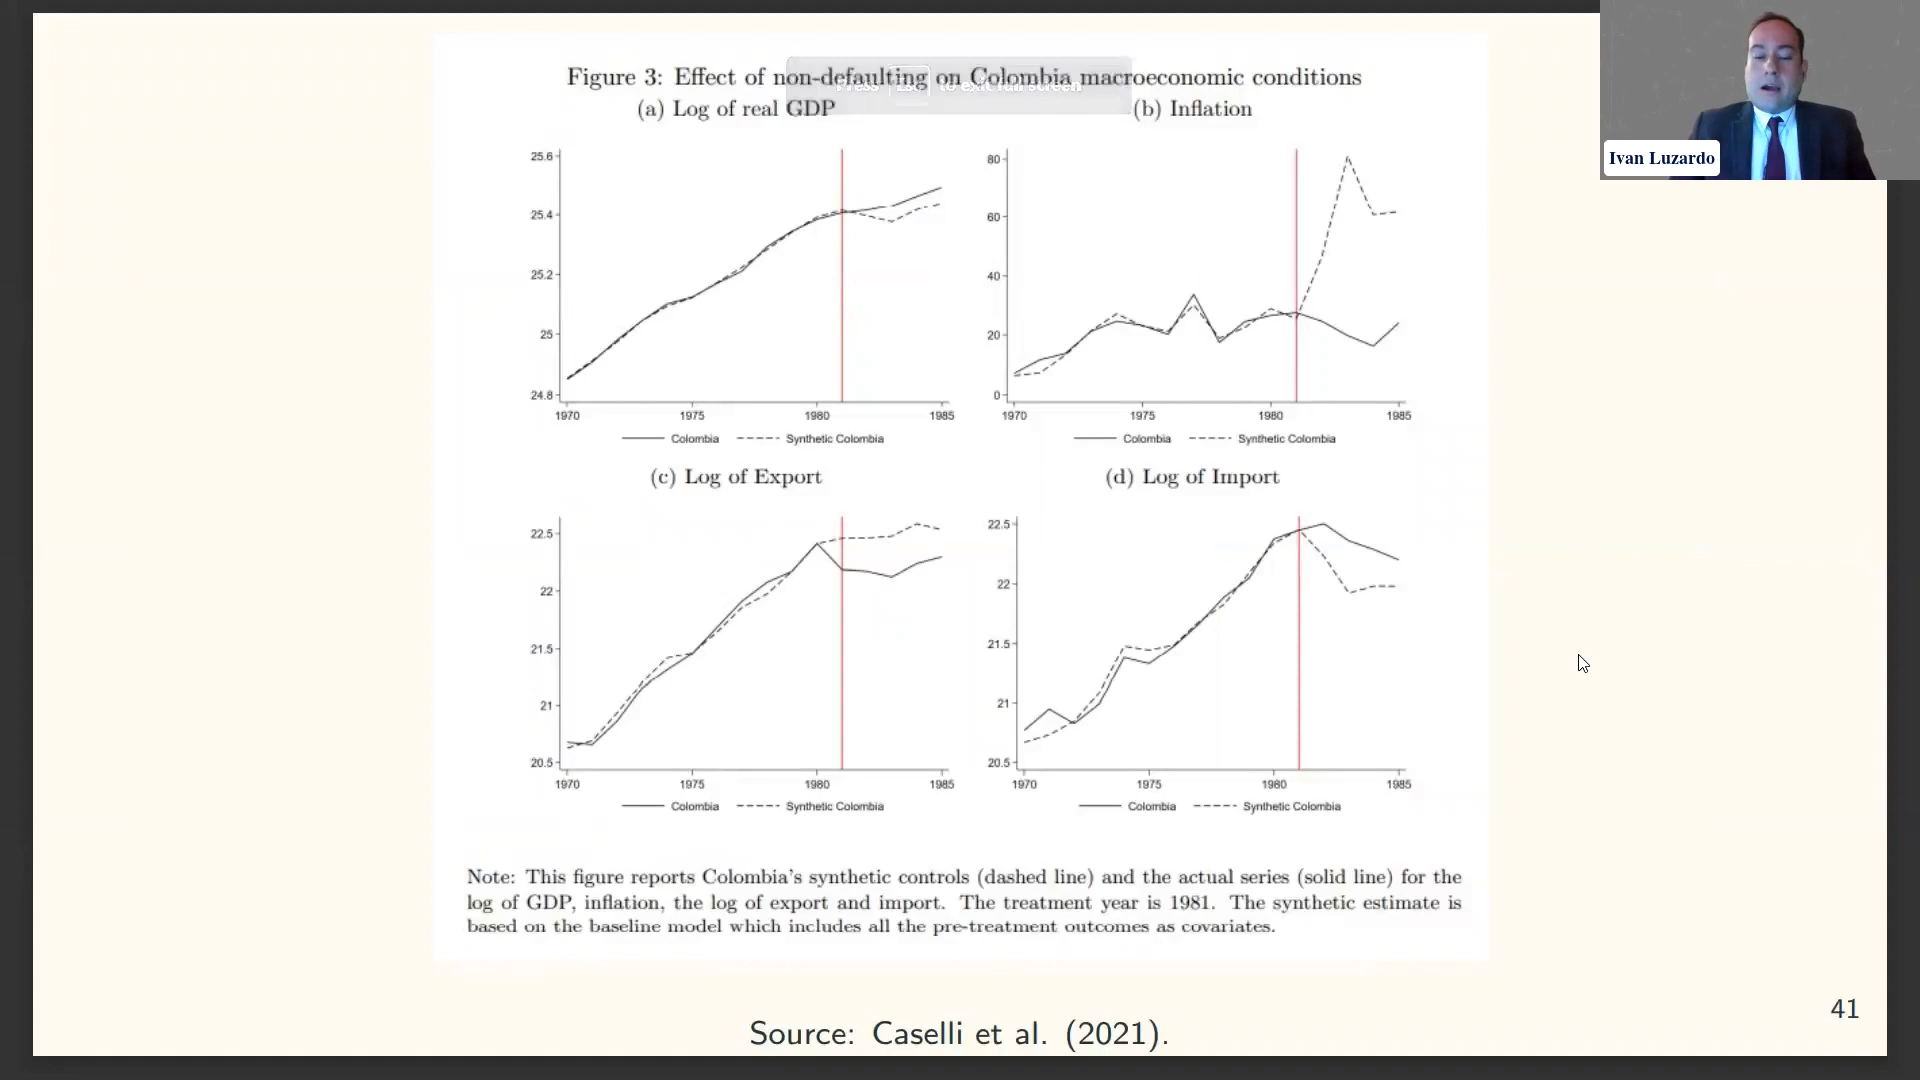 Figure 3: Effect of non-defaulting on Colombia macroeconomic conditions
Press Esc to exit full screen
(a) Log of real GDP
(b) Inflation
25.6
25.4
25.2
25
24.8
1970 1975 1980 1985
Colombia Synthetic Colombia
80
60
40
20
0
1970 1975 1980 1985
Colombia Synthetic Colombia
(c) Log of Export
(d) Log of Import
22.5
22
21.5
21
20.5
1970 1975 1980 1985
Colombia Synthetic Colombia
22.5
22
21.5
21
20.5
1970 1975 1980 1985
Colombia Synthetic Colombia
Note: This figure reports Colombia's synthetic controls (dashed line) and the actual series (solid line) for the
log of GDP, inflation, the log of export and import. The treatment year is 1981. The synthetic estimate is
based on the baseline model which includes all the pre-treatment outcomes as covariates.
Source: Caselli et al. (2021).
41
Ivan Luzardo